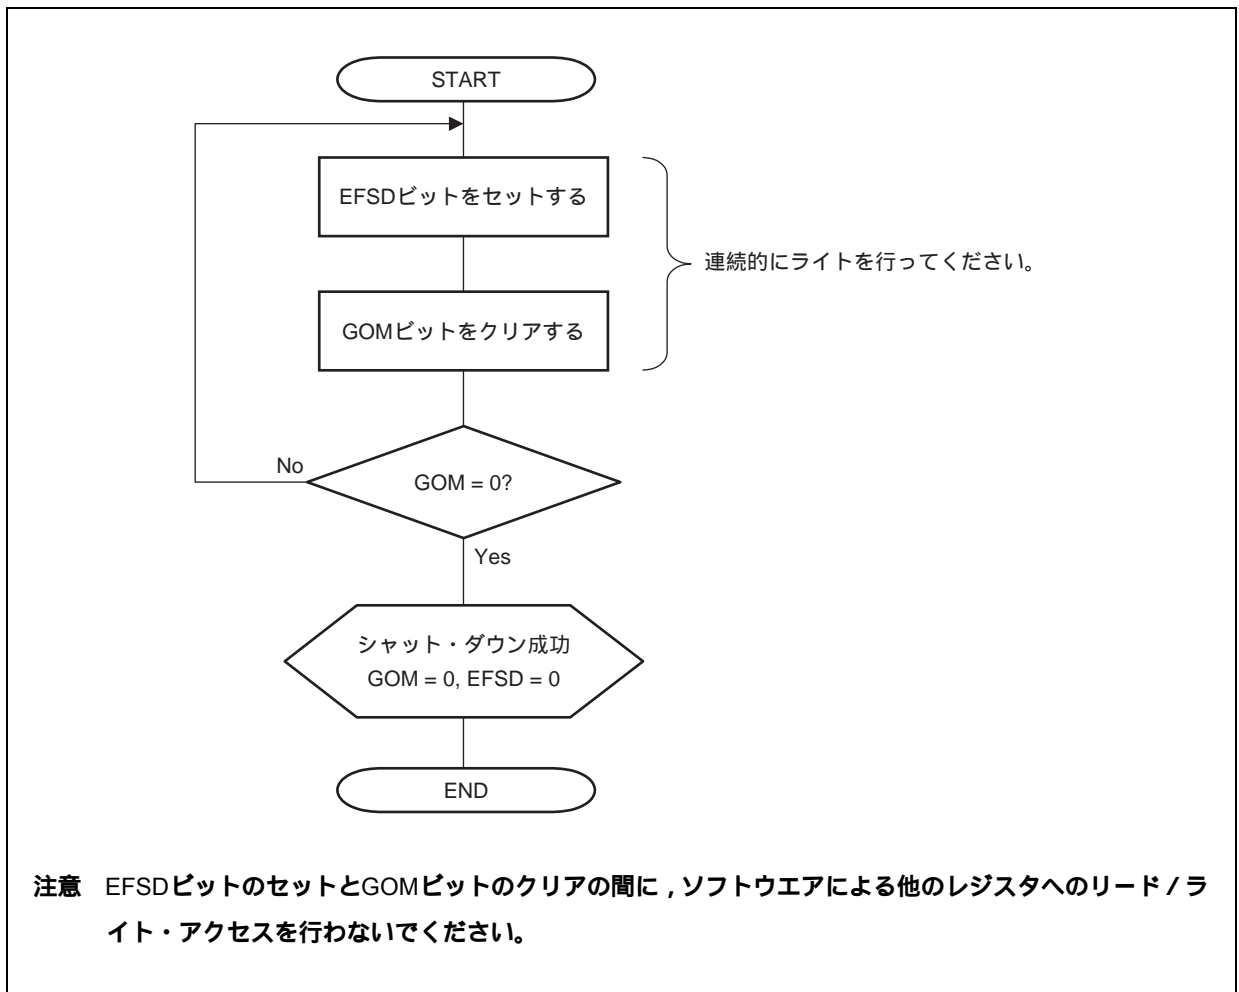 START
EFSDビットをセットする
連続的にライトを行ってください。
GOMビットをクリアする
No
GOM = 0?
Yes
シャット・ダウン成功
GOM = 0, EFSD = 0
END
注意 EFSDビットのセットとGOMビットのクリアの間に，ソフトウエアによる他のレジスタへのリード／ラ
イト・アクセスを行わないでください。